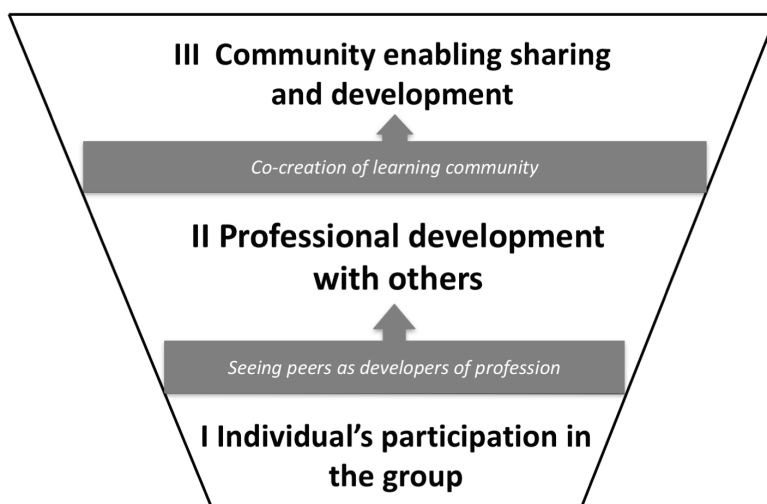 III Community enabling sharing
and development
Co-creation of learning community
II Professional development
with others
Seeing peers as developers of profession
I Individual's participation in
the group